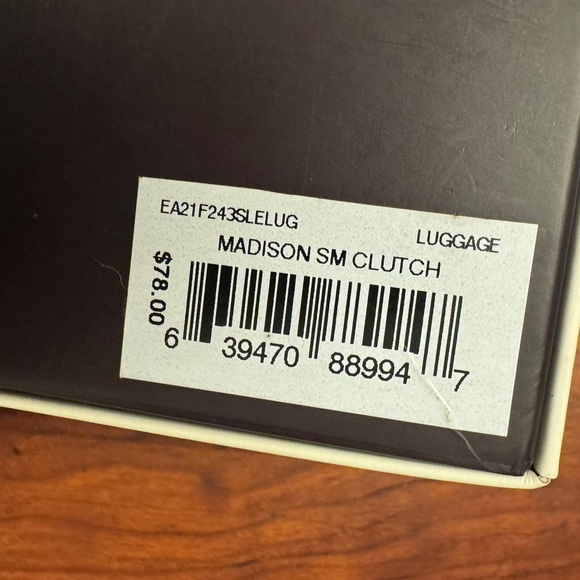 EA21F243SLELUG LUGGAGE
MADISON SM CLUTCH
$78.00
6 39470 88994 7